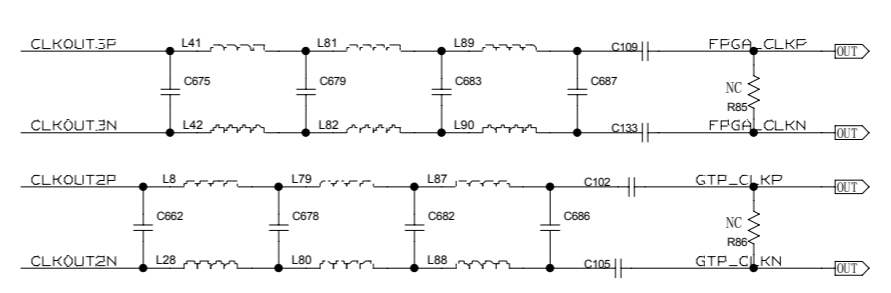 CLKOUT3P L41 L81 L89 C109 FPGA_CLKP OUT
C675 C679 C683 C687 NC
R85
CLKOUT3N L42 L82 L90 C133 FPGA_CLKN OUT
CLKOUT2P L8 L79 L87 C102 GTP_CLKP OUT
C662 C678 C682 C686 NC
R86
CLKOUT2N L28 L80 L88 C105 GTP_CLKN OUT